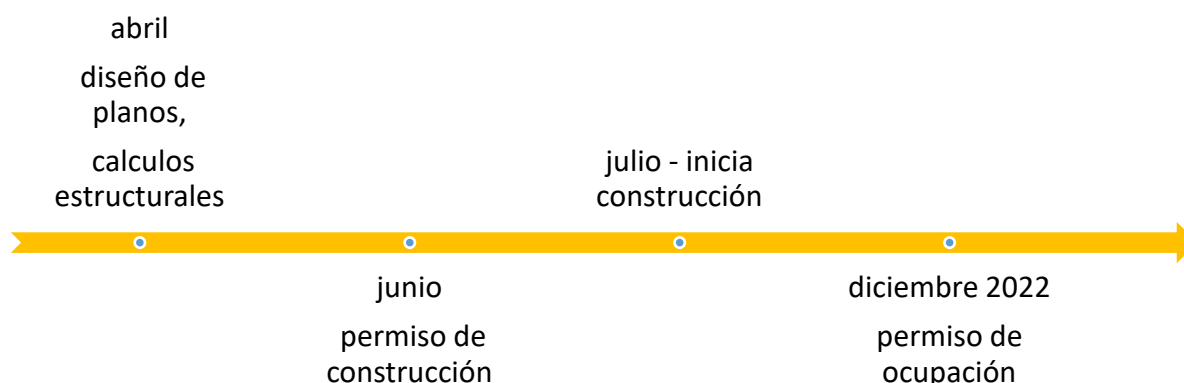 abril
diseño de
planos,
calculos
estructurales
junio
permiso de
construcción
julio - inicia
construcción
diciembre 2022
permiso de
ocupación